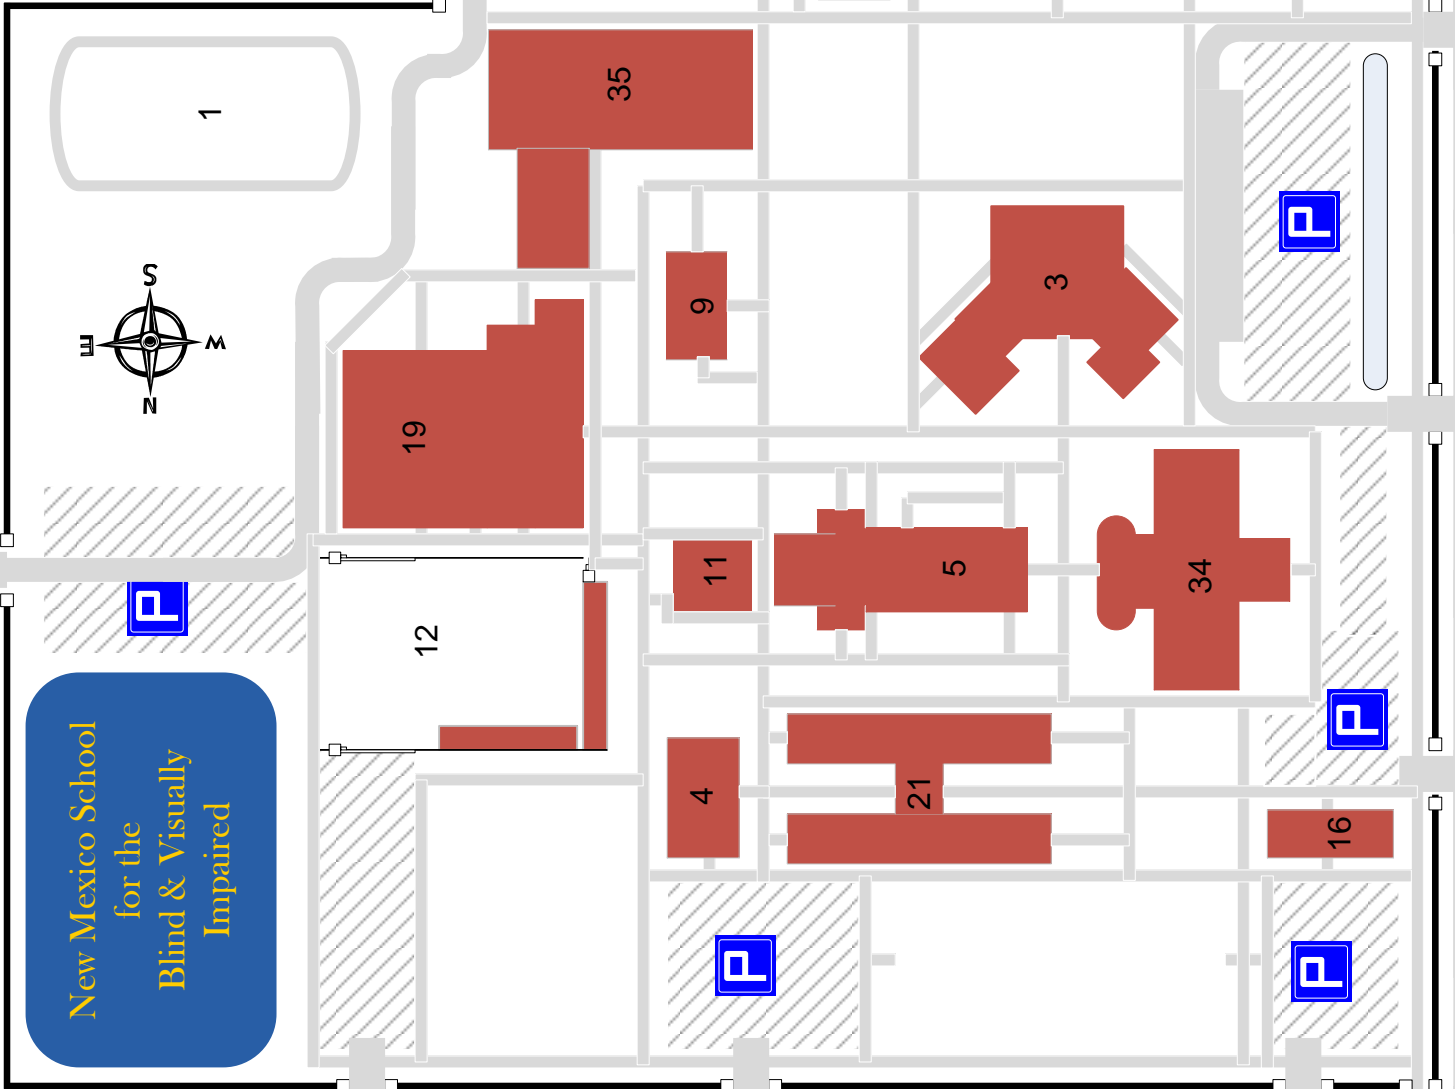 New Mexico School
for the
Blind & Visually
Impaired
1
35
S
E
W
N
9
3
19
11
5
34
12
4
21
16
P
P
P
P
P